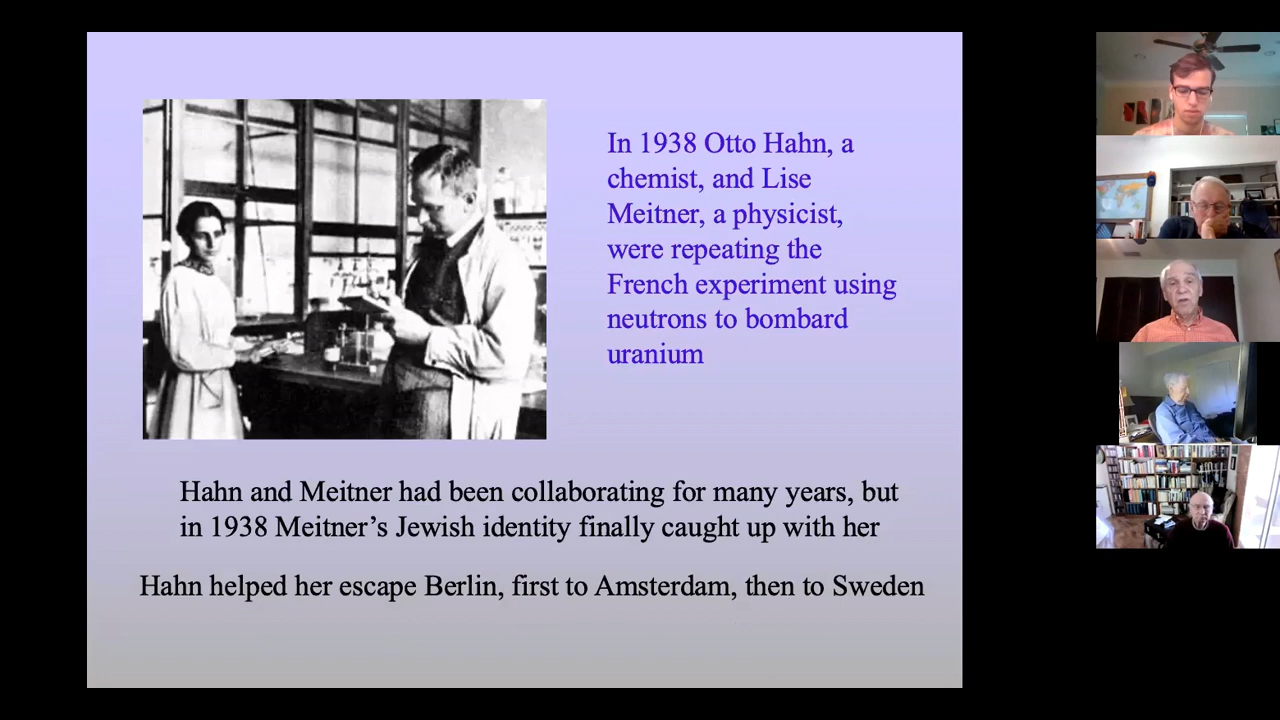 In 1938 Otto Hahn, a
chemist, and Lise
Meitner, a physicist,
were repeating the
French experiment using
neutrons to bombard
uranium
Hahn and Meitner had been collaborating for many years, but
in 1938 Meitner’s Jewish identity finally caught up with her
Hahn helped her escape Berlin, first to Amsterdam, then to Sweden